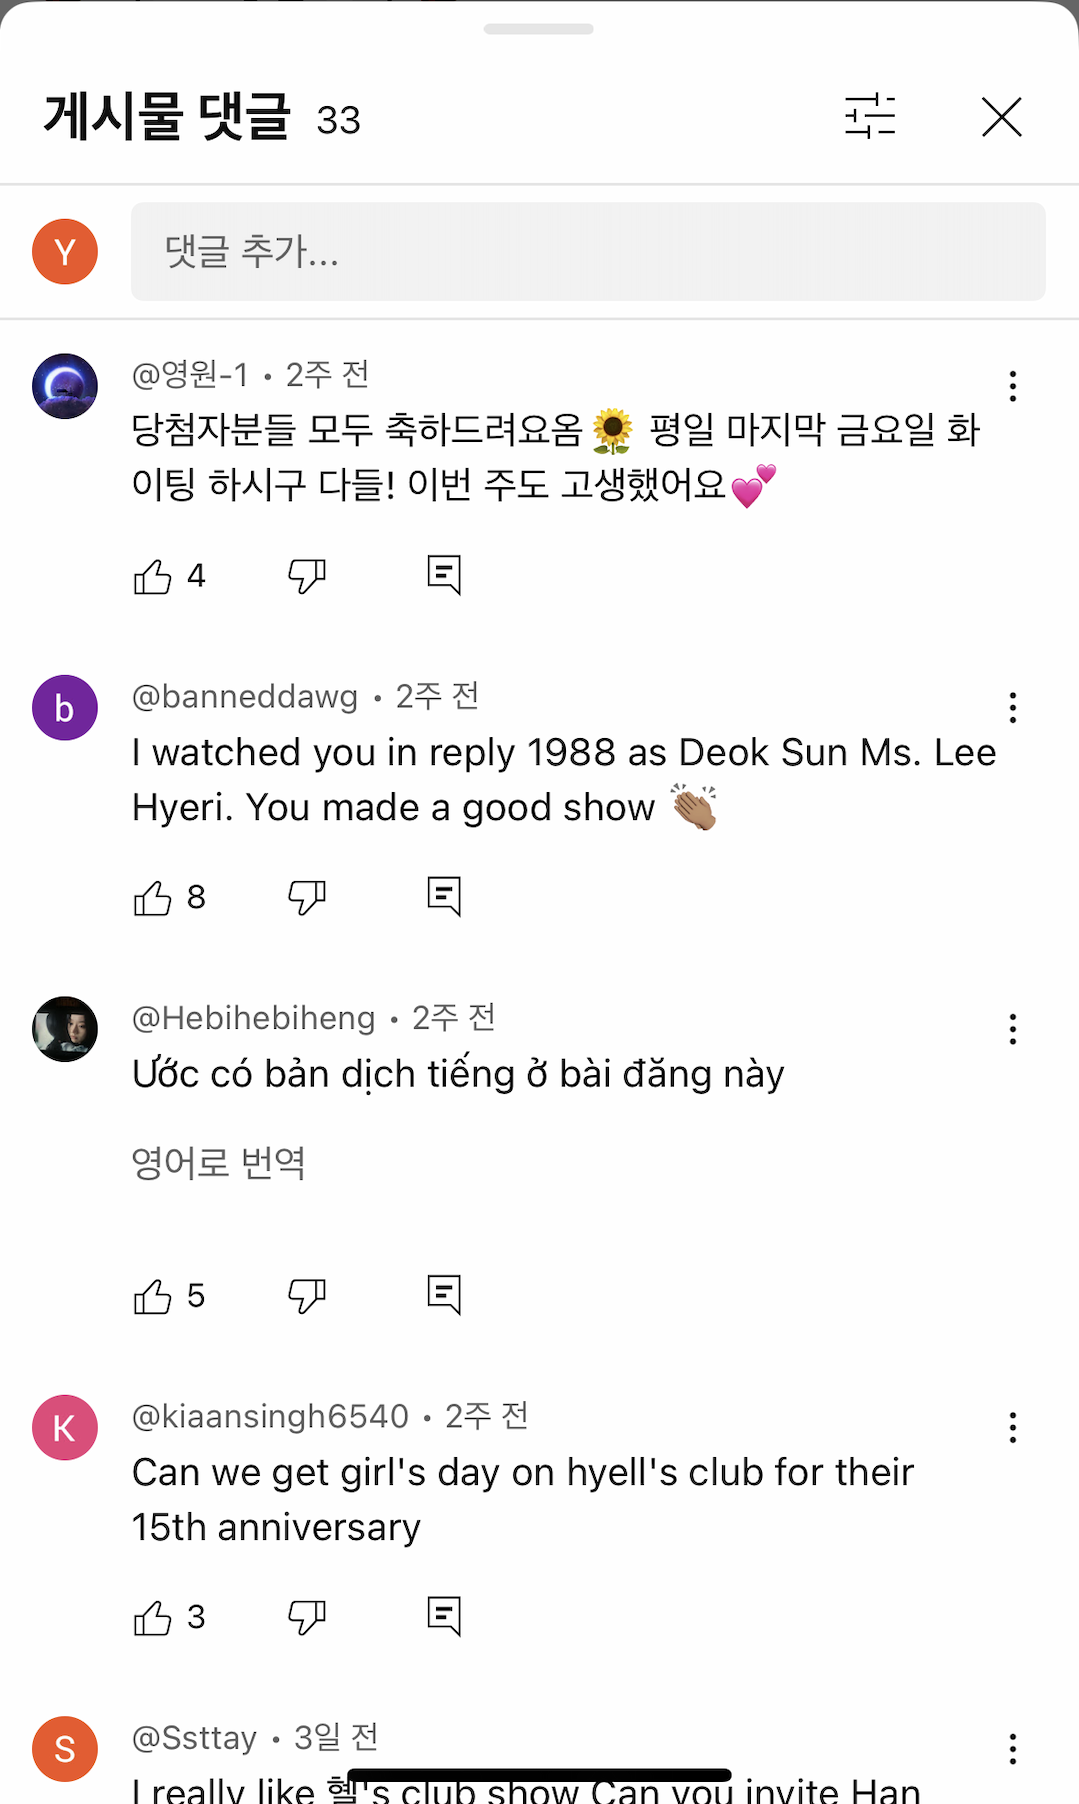 게시물 댓글 33
Y
댓글 추가...
@영원-1 • 2주 전
당첨자분들 모두 축하드려요옴🌻 평일 마지막 금요일 화
이팅 하시구 다들! 이번 주도 고생했어요💕
4
b
@banneddawg • 2주 전
I watched you in reply 1988 as Deok Sun Ms. Lee
Hyeri. You made a good show 👏🏽
8
@Hebihebiheng • 2주 전
Ước có bản dịch tiếng ở bài đăng này
영어로 번역
5
K
@kiaansingh6540 • 2주 전
Can we get girl's day on hyell's club for their
15th anniversary
3
S
@Ssttay • 3일 전
I really like 혤's club show Can you invite Han